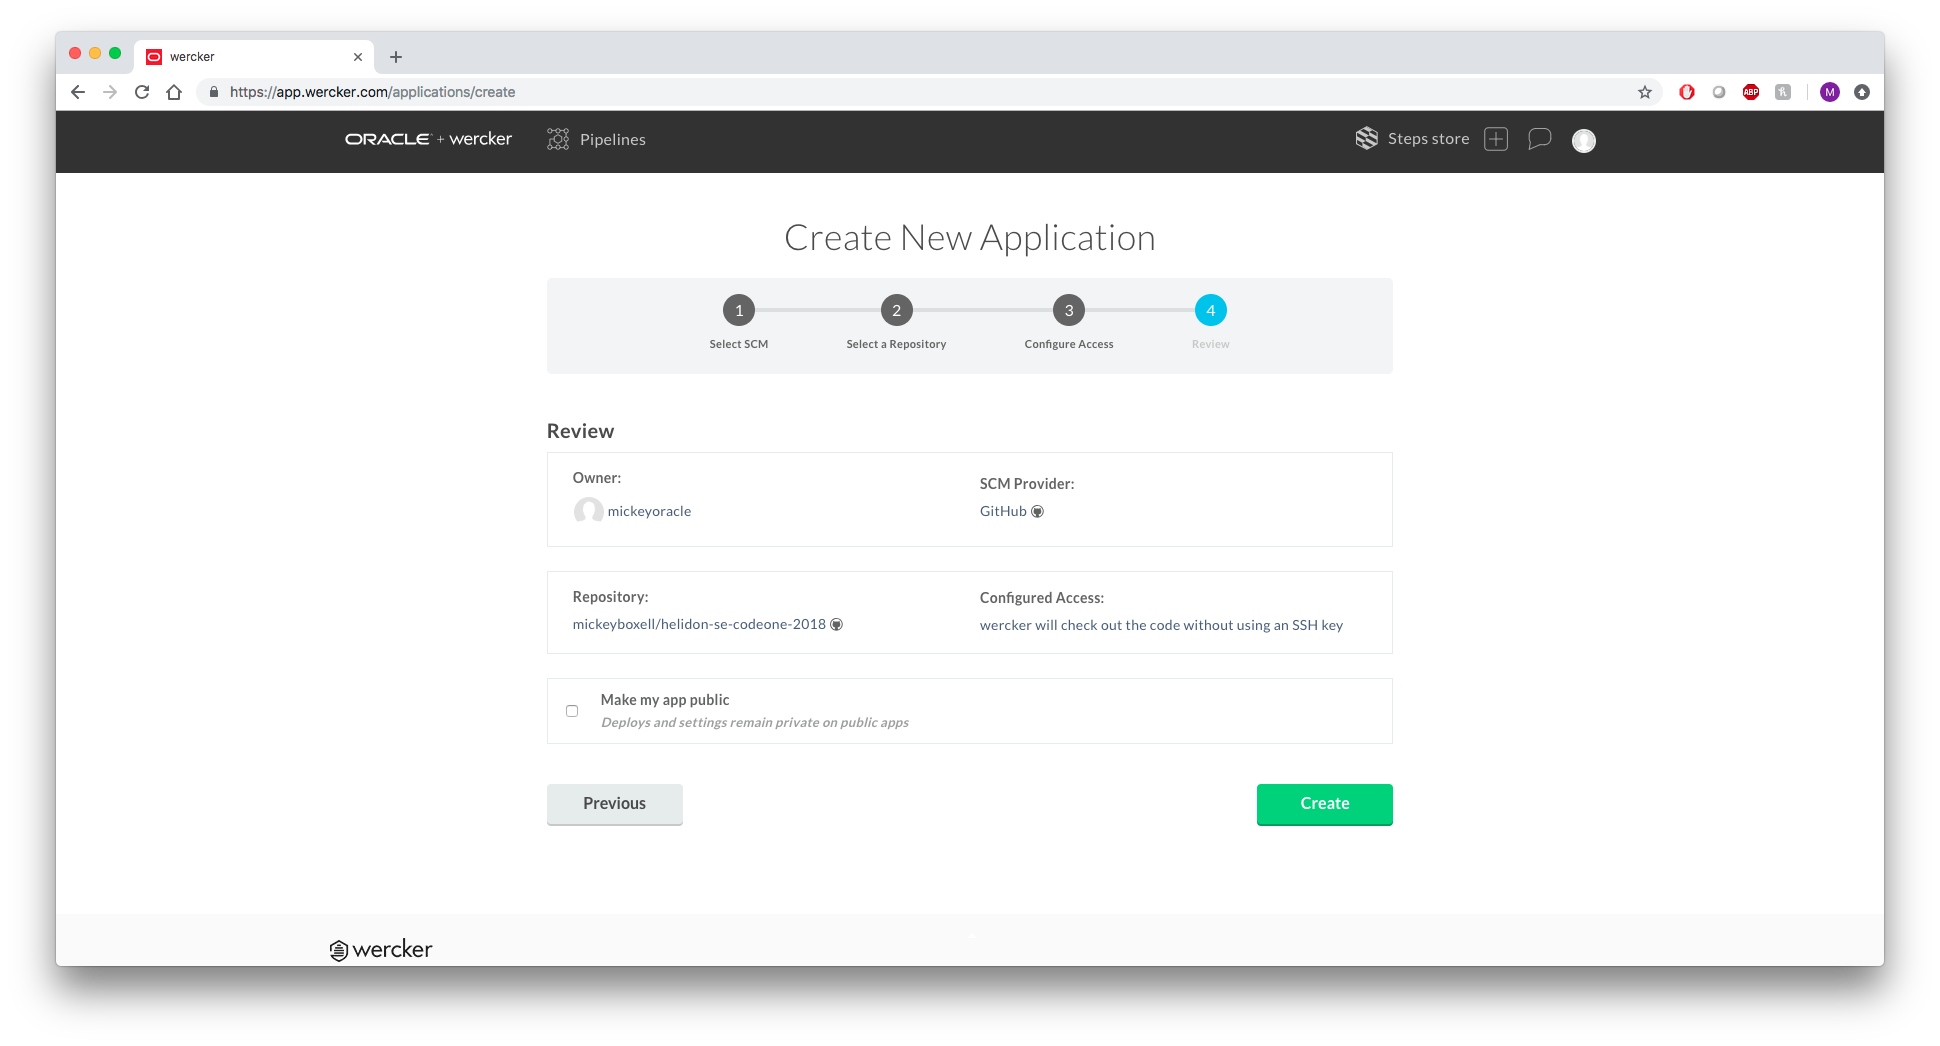 wercker
https://app.wercker.com/applications/create
ABP
M
ORACLE + wercker
Pipelines
Steps store
Create New Application
1
2
3
4
Select SCM
Select a Repository
Configure Access
Review
Review
Owner:
SCM Provider:
mickeyoracle
GitHub
Repository:
Configured Access:
mickeyboxell/helidon-se-codeone-2018
wercker will check out the code without using an SSH key
Make my app public
Deploys and settings remain private on public apps
Previous
Create
wercker